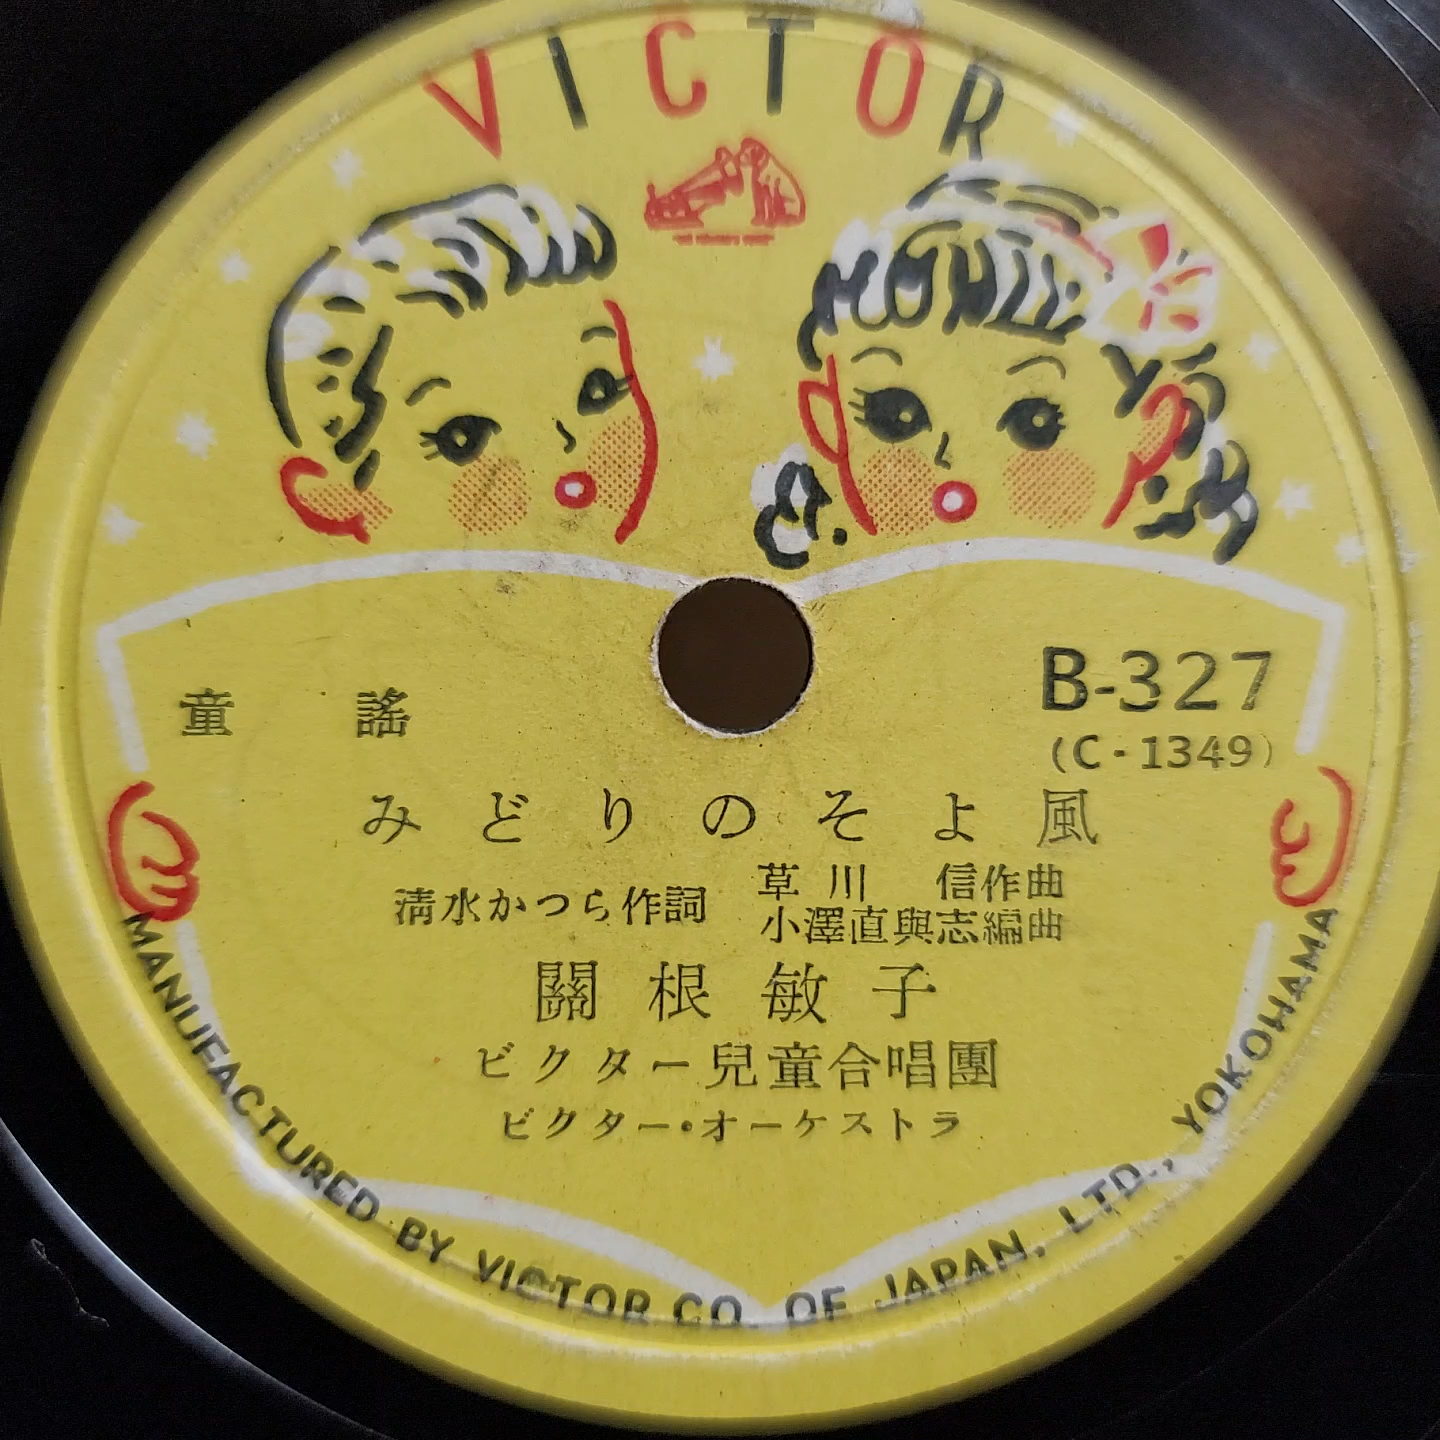 VICTOR
B-327
(C-1349)
童謠
みどりのそよ風
清水かつら作詞
草川信作曲
小澤直與志編曲
關根敏子
ビクター兒童合唱團
ビクター・オーケストラ
MANUFACTURED BY VICTOR CO. OF JAPAN, LTD., YOKOHAMA